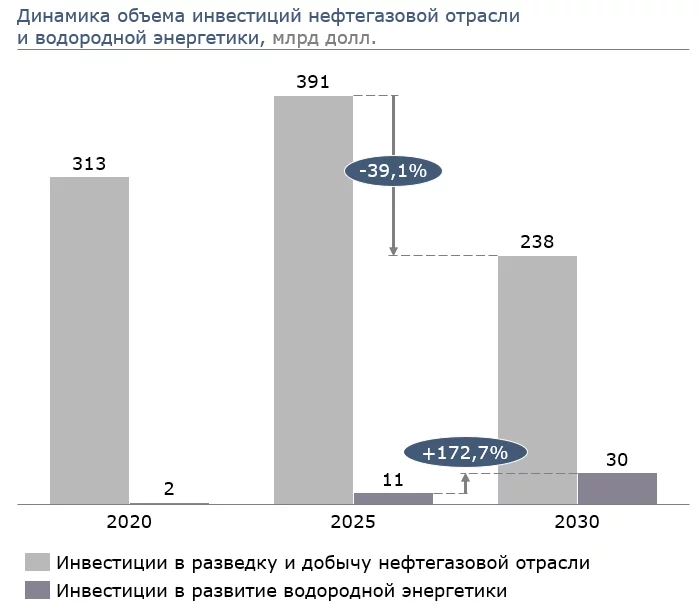 Динамика объема инвестиций нефтегазовой отрасли
и водородной энергетики, млрд долл.
391
313
-39,1%
238
+172,7%
30
2
11
2020
2025
2030
Инвестиции в разведку и добычу нефтегазовой отрасли
Инвестиции в развитие водородной энергетики